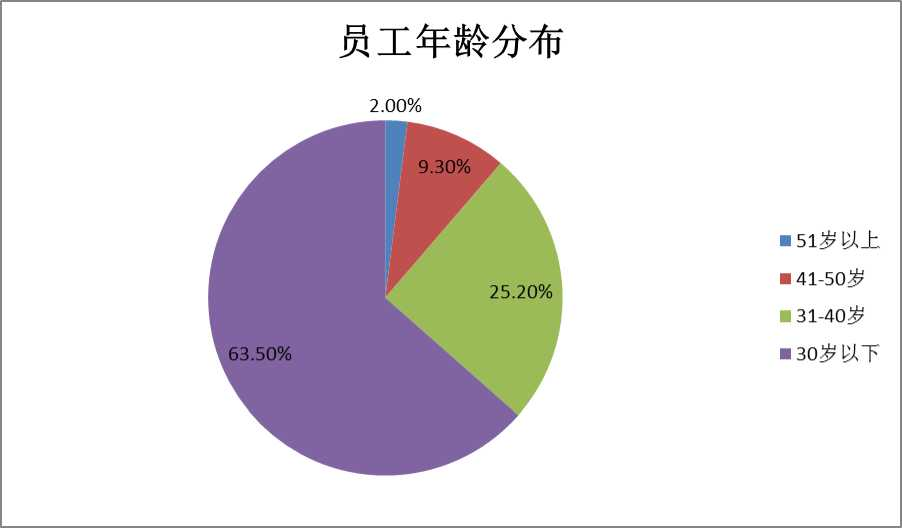 员工年龄分布
2.00%
9.30%
25.20%
63.50%
51岁以上
41-50岁
31-40岁
30岁以下